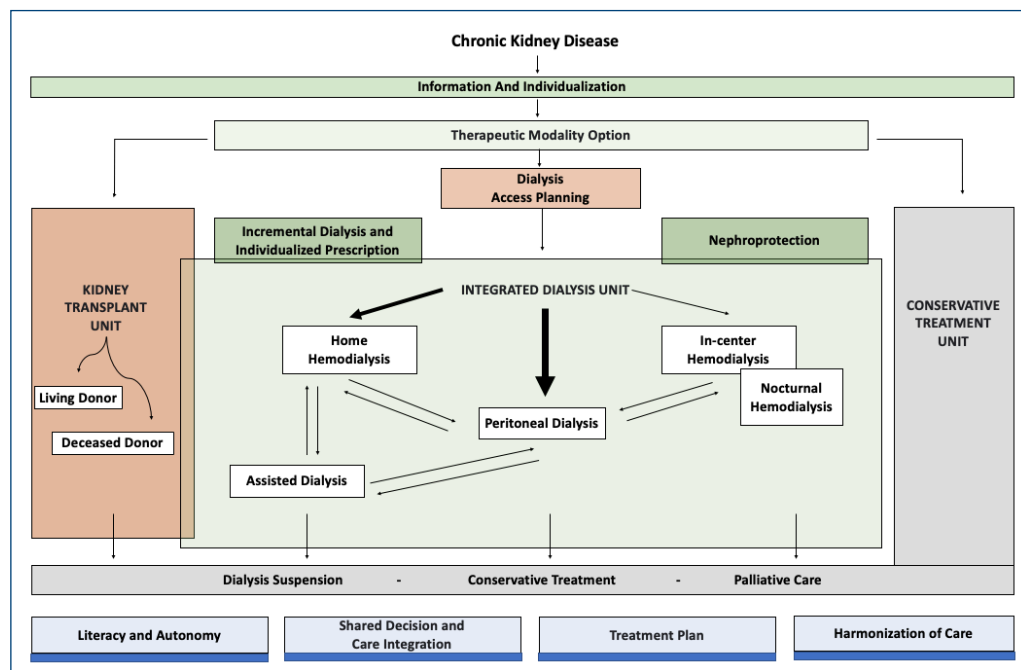 Chronic Kidney Disease
Information And Individualization
Therapeutic Modality Option
Dialysis
Access Planning
Incremental Dialysis and
Individualized Prescription
Nephroprotection
KIDNEY
TRANSPLANT
UNIT
INTEGRATED DIALYSIS UNIT
CONSERVATIVE
TREATMENT
UNIT
Home
Hemodialysis
In-center
Hemodialysis
Nocturnal
Hemodialysis
Living Donor
Peritoneal Dialysis
Deceased Donor
Assisted Dialysis
Dialysis Suspension - Conservative Treatment - Palliative Care
Literacy and Autonomy
Shared Decision and
Care Integration
Treatment Plan
Harmonization of Care